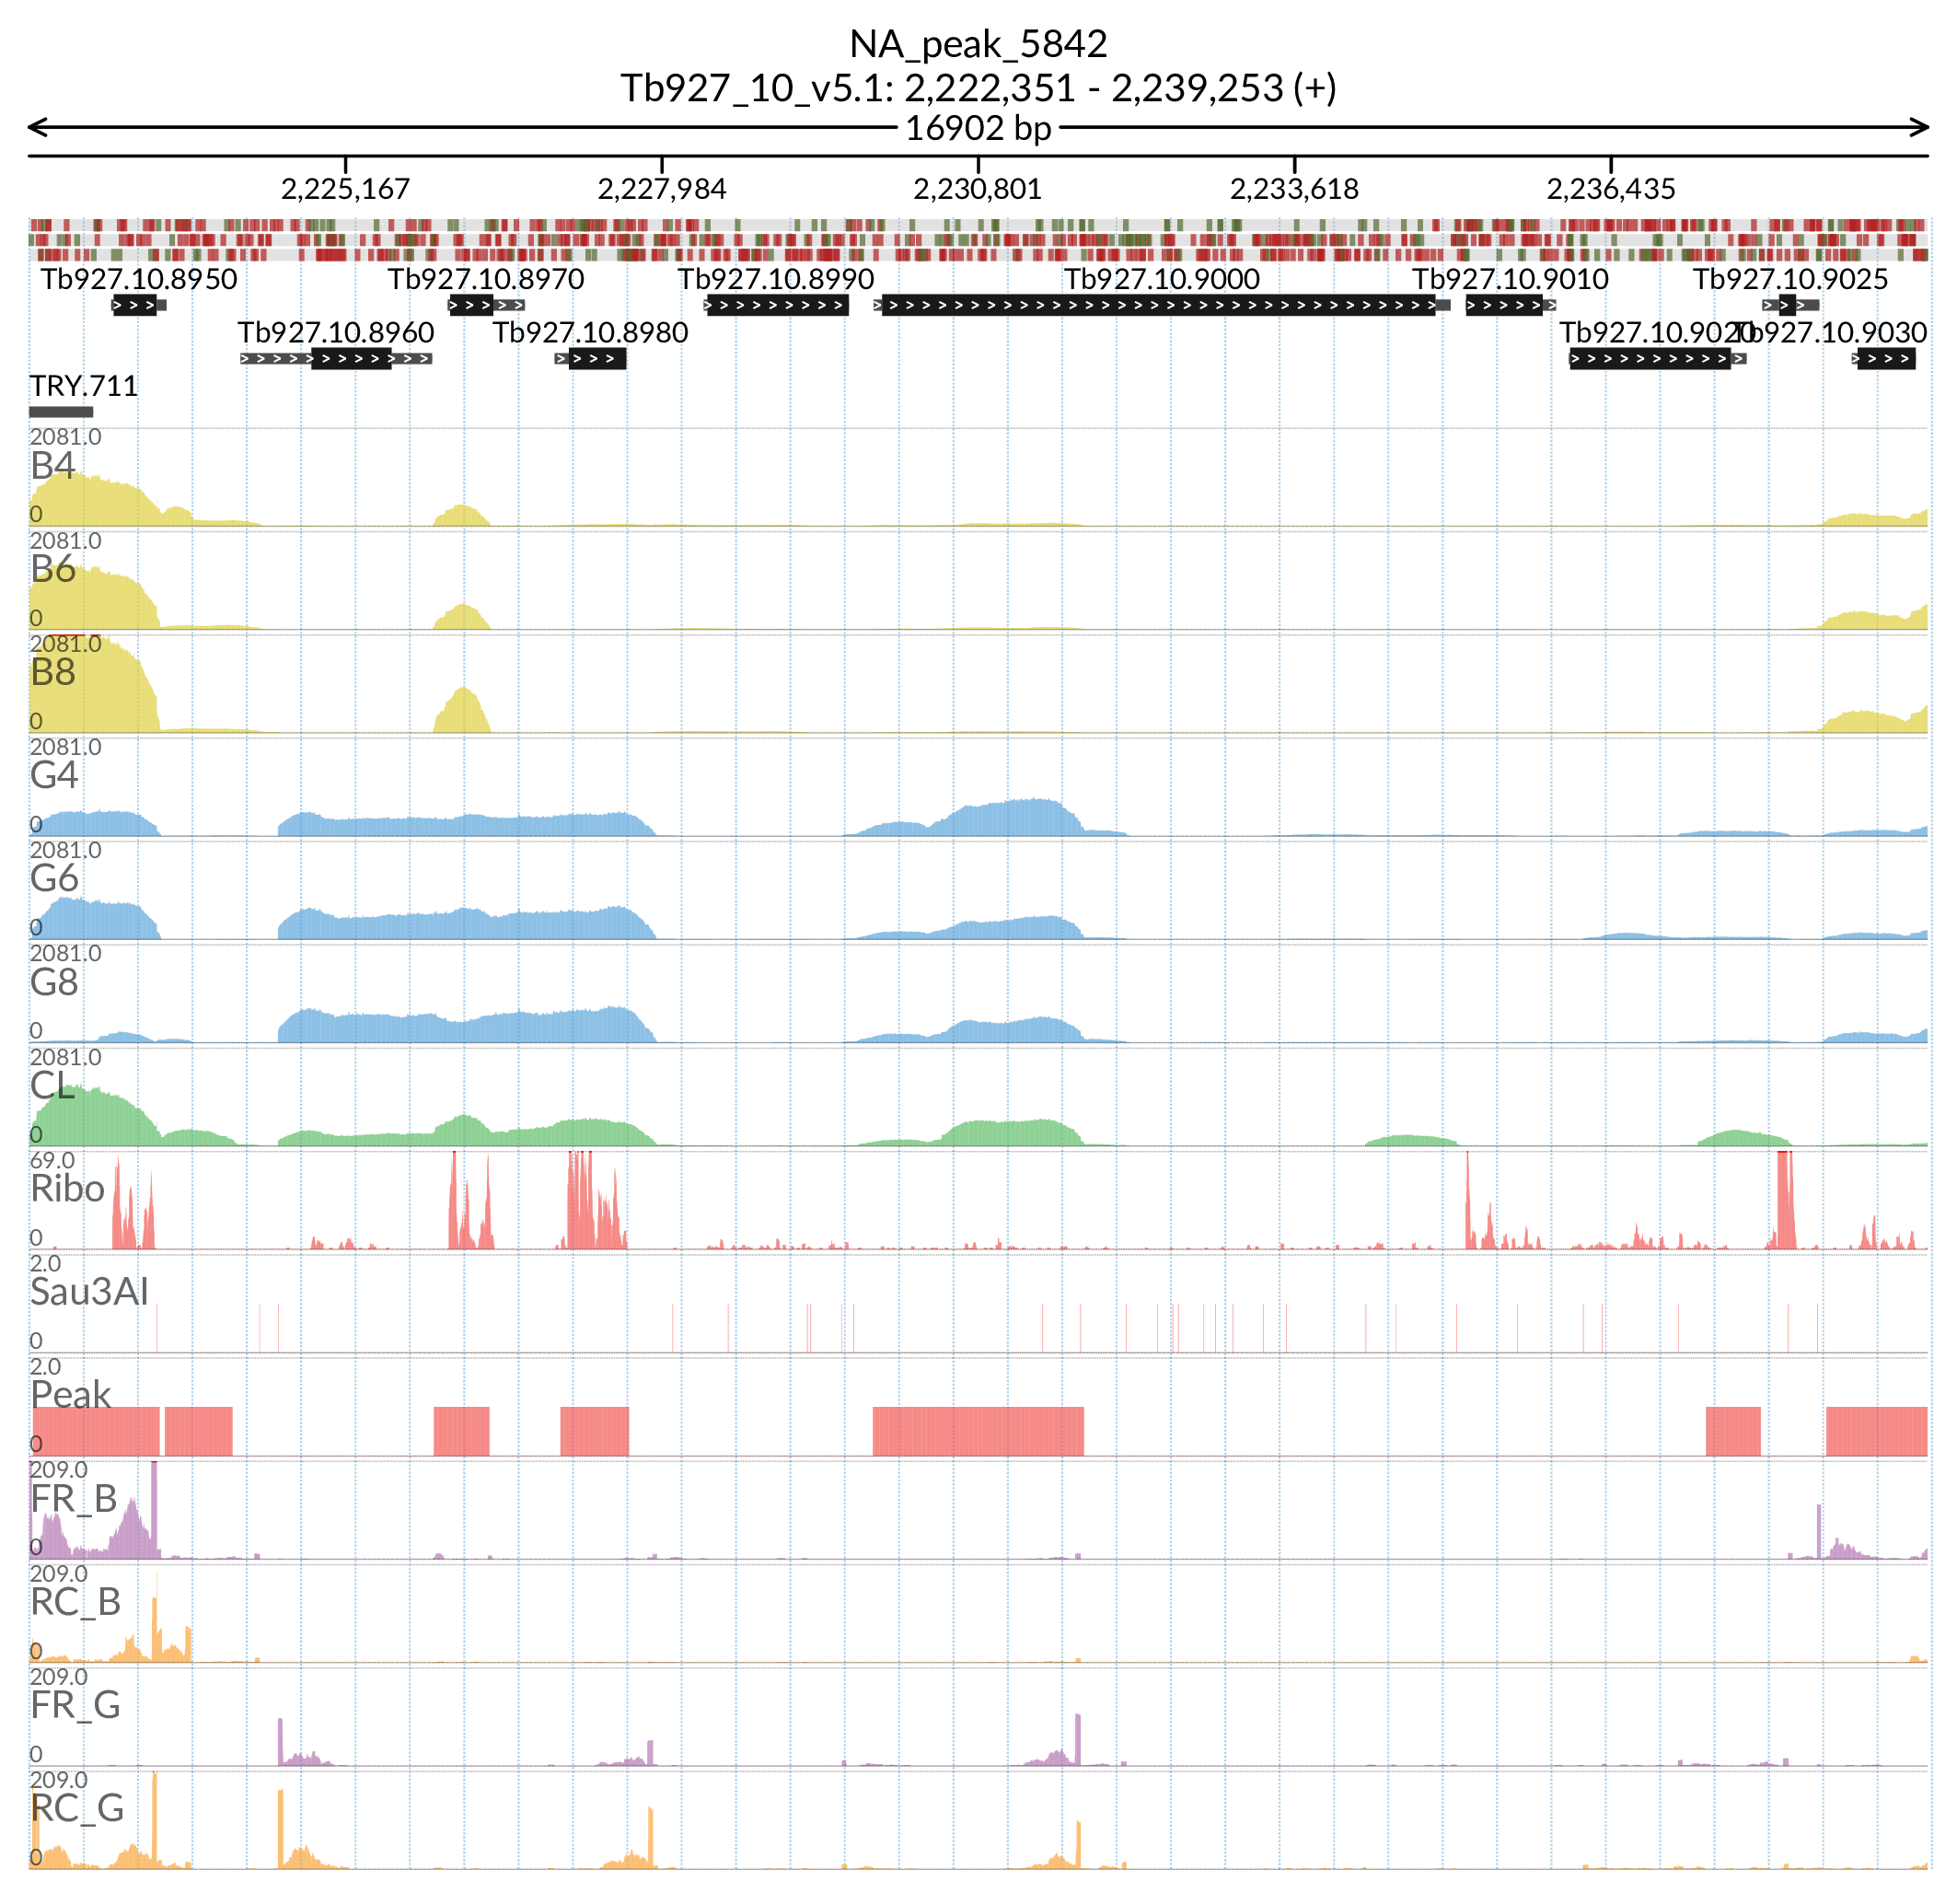 NA_peak_5842
Tb927_10_v5.1: 2,222,351 - 2,239,253 (+)
16902 bp
2,225,167 2,227,984 2,230,801 2,233,618 2,236,435
Tb927.10.8950 Tb927.10.8970 Tb927.10.8990 Tb927.10.9000 Tb927.10.9010 Tb927.10.9025
Tb927.10.8960 Tb927.10.8980 Tb927.10.9020 Tb927.10.9030
TRY.711
2081.0
B4
0
2081.0
B6
0
2081.0
B8
0
2081.0
G4
0
2081.0
G6
0
2081.0
G8
0
2081.0
CL
0
69.0
Ribo
0
2.0
Sau3AI
0
2.0
Peak
0
209.0
FR_B
0
209.0
RC_B
0
209.0
FR_G
0
209.0
RC_G
0